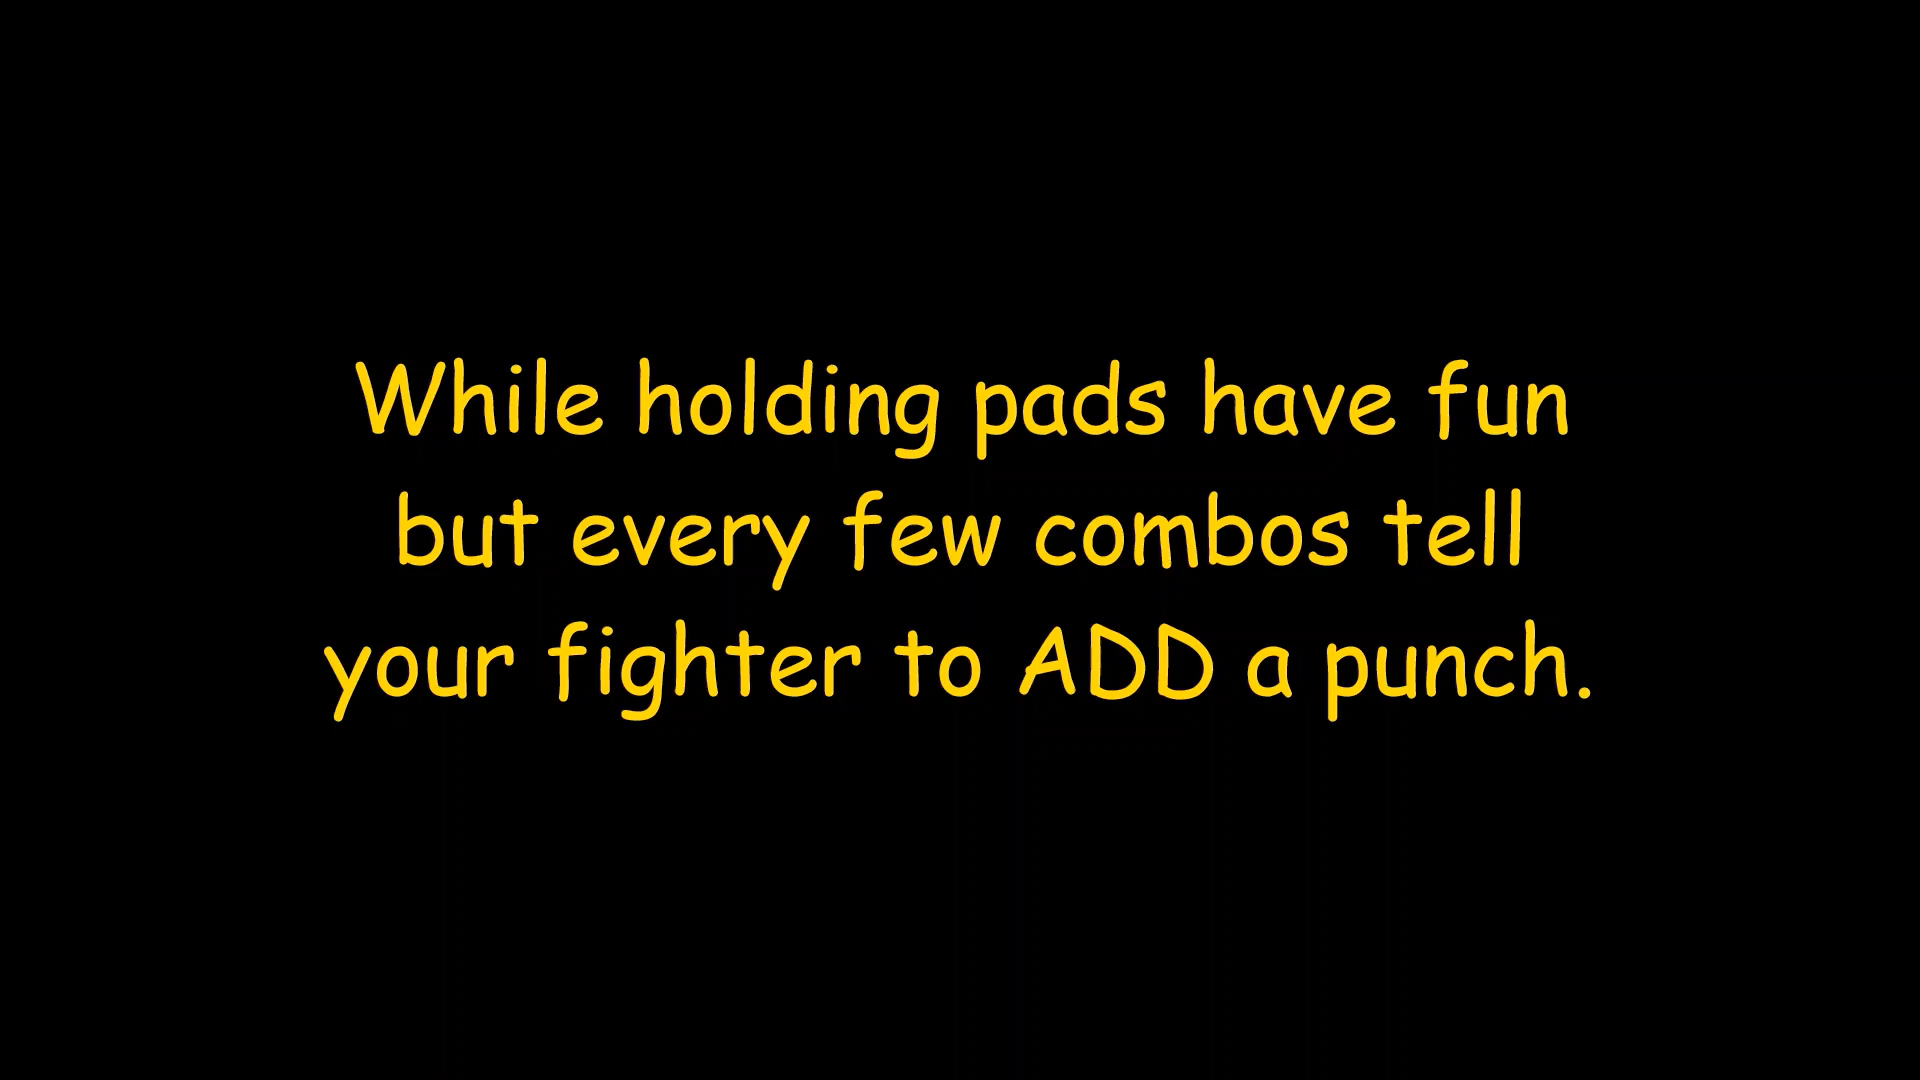 While holding pads have fun
but every few combos tell
your fighter to ADD a punch.